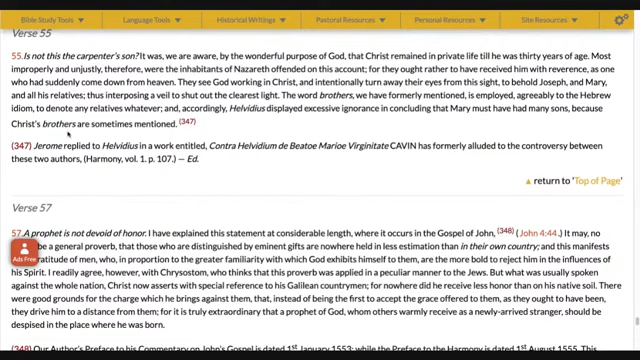 Bible Study Tools
Language Tools
Historical Writings
Pastoral Resources
Personal Resources
Site Resources
Verse 55
55. Is not this the carpenter's son? It was, we are aware, by the wonderful purpose of God, that Christ remained in private life till he was thirty years of age. Most
improperly and unjustly, therefore, were the inhabitants of Nazareth offended on this account; for they ought rather to have received him with reverence, as one
who had suddenly come down from heaven. They see God working in Christ, and intentionally turn away their eyes from this sight, to behold Joseph, and Mary,
and all his relatives; thus interposing a veil to shut out the clearest light. The word brothers, we have formerly mentioned, is employed, agreeably to the Hebrew
idiom, to denote any relatives whatever; and, accordingly, Helvidius displayed excessive ignorance in concluding that Mary must have had many sons, because
Christ's brothers are sometimes mentioned. (347)
(347) Jerome replied to Helvidius in a work entitled, Contra Helvidium de Beatoe Marioe Virginitate CAVIN has formerly alluded to the controversy between
these two authors, (Harmony, vol. 1. p. 107.) — Ed.
return to 'Top of Page'
Verse 57
57. A prophet is not devoid of honor. I have explained this statement at considerable length, where it occurs in the Gospel of John, (348) (John 4:44.) It may, no
be a general proverb, that those who are distinguished by eminent gifts are nowhere held in less estimation than in their own country; and this manifests
gratitude of men, who, in proportion to the greater familiarity with which God exhibits himself to them, are the more bold to reject him in the influences of
his Spirit. I readily agree, however, with Chrysostom, who thinks that this proverb was applied in a peculiar manner to the Jews. But what was usually spoken
against the whole nation, Christ now asserts with special reference to his Galilean countrymen; for nowhere did he receive less honor than on his native soil.
There were good grounds for the charge which he brings against them, that, instead of being the first to accept the grace offered to them, as they ought to have been,
they drive him to a distance from them; for it is truly extraordinary that a prophet of God, whom others warmly receive as a newly-arrived stranger, should
be despised in the place where he was born.
(348) Our Author's Preface to his Commentary on John's Gospel is dated 1st January 1553; while the Preface to the Harmony is dated 1st August 1555. This
Ads Free